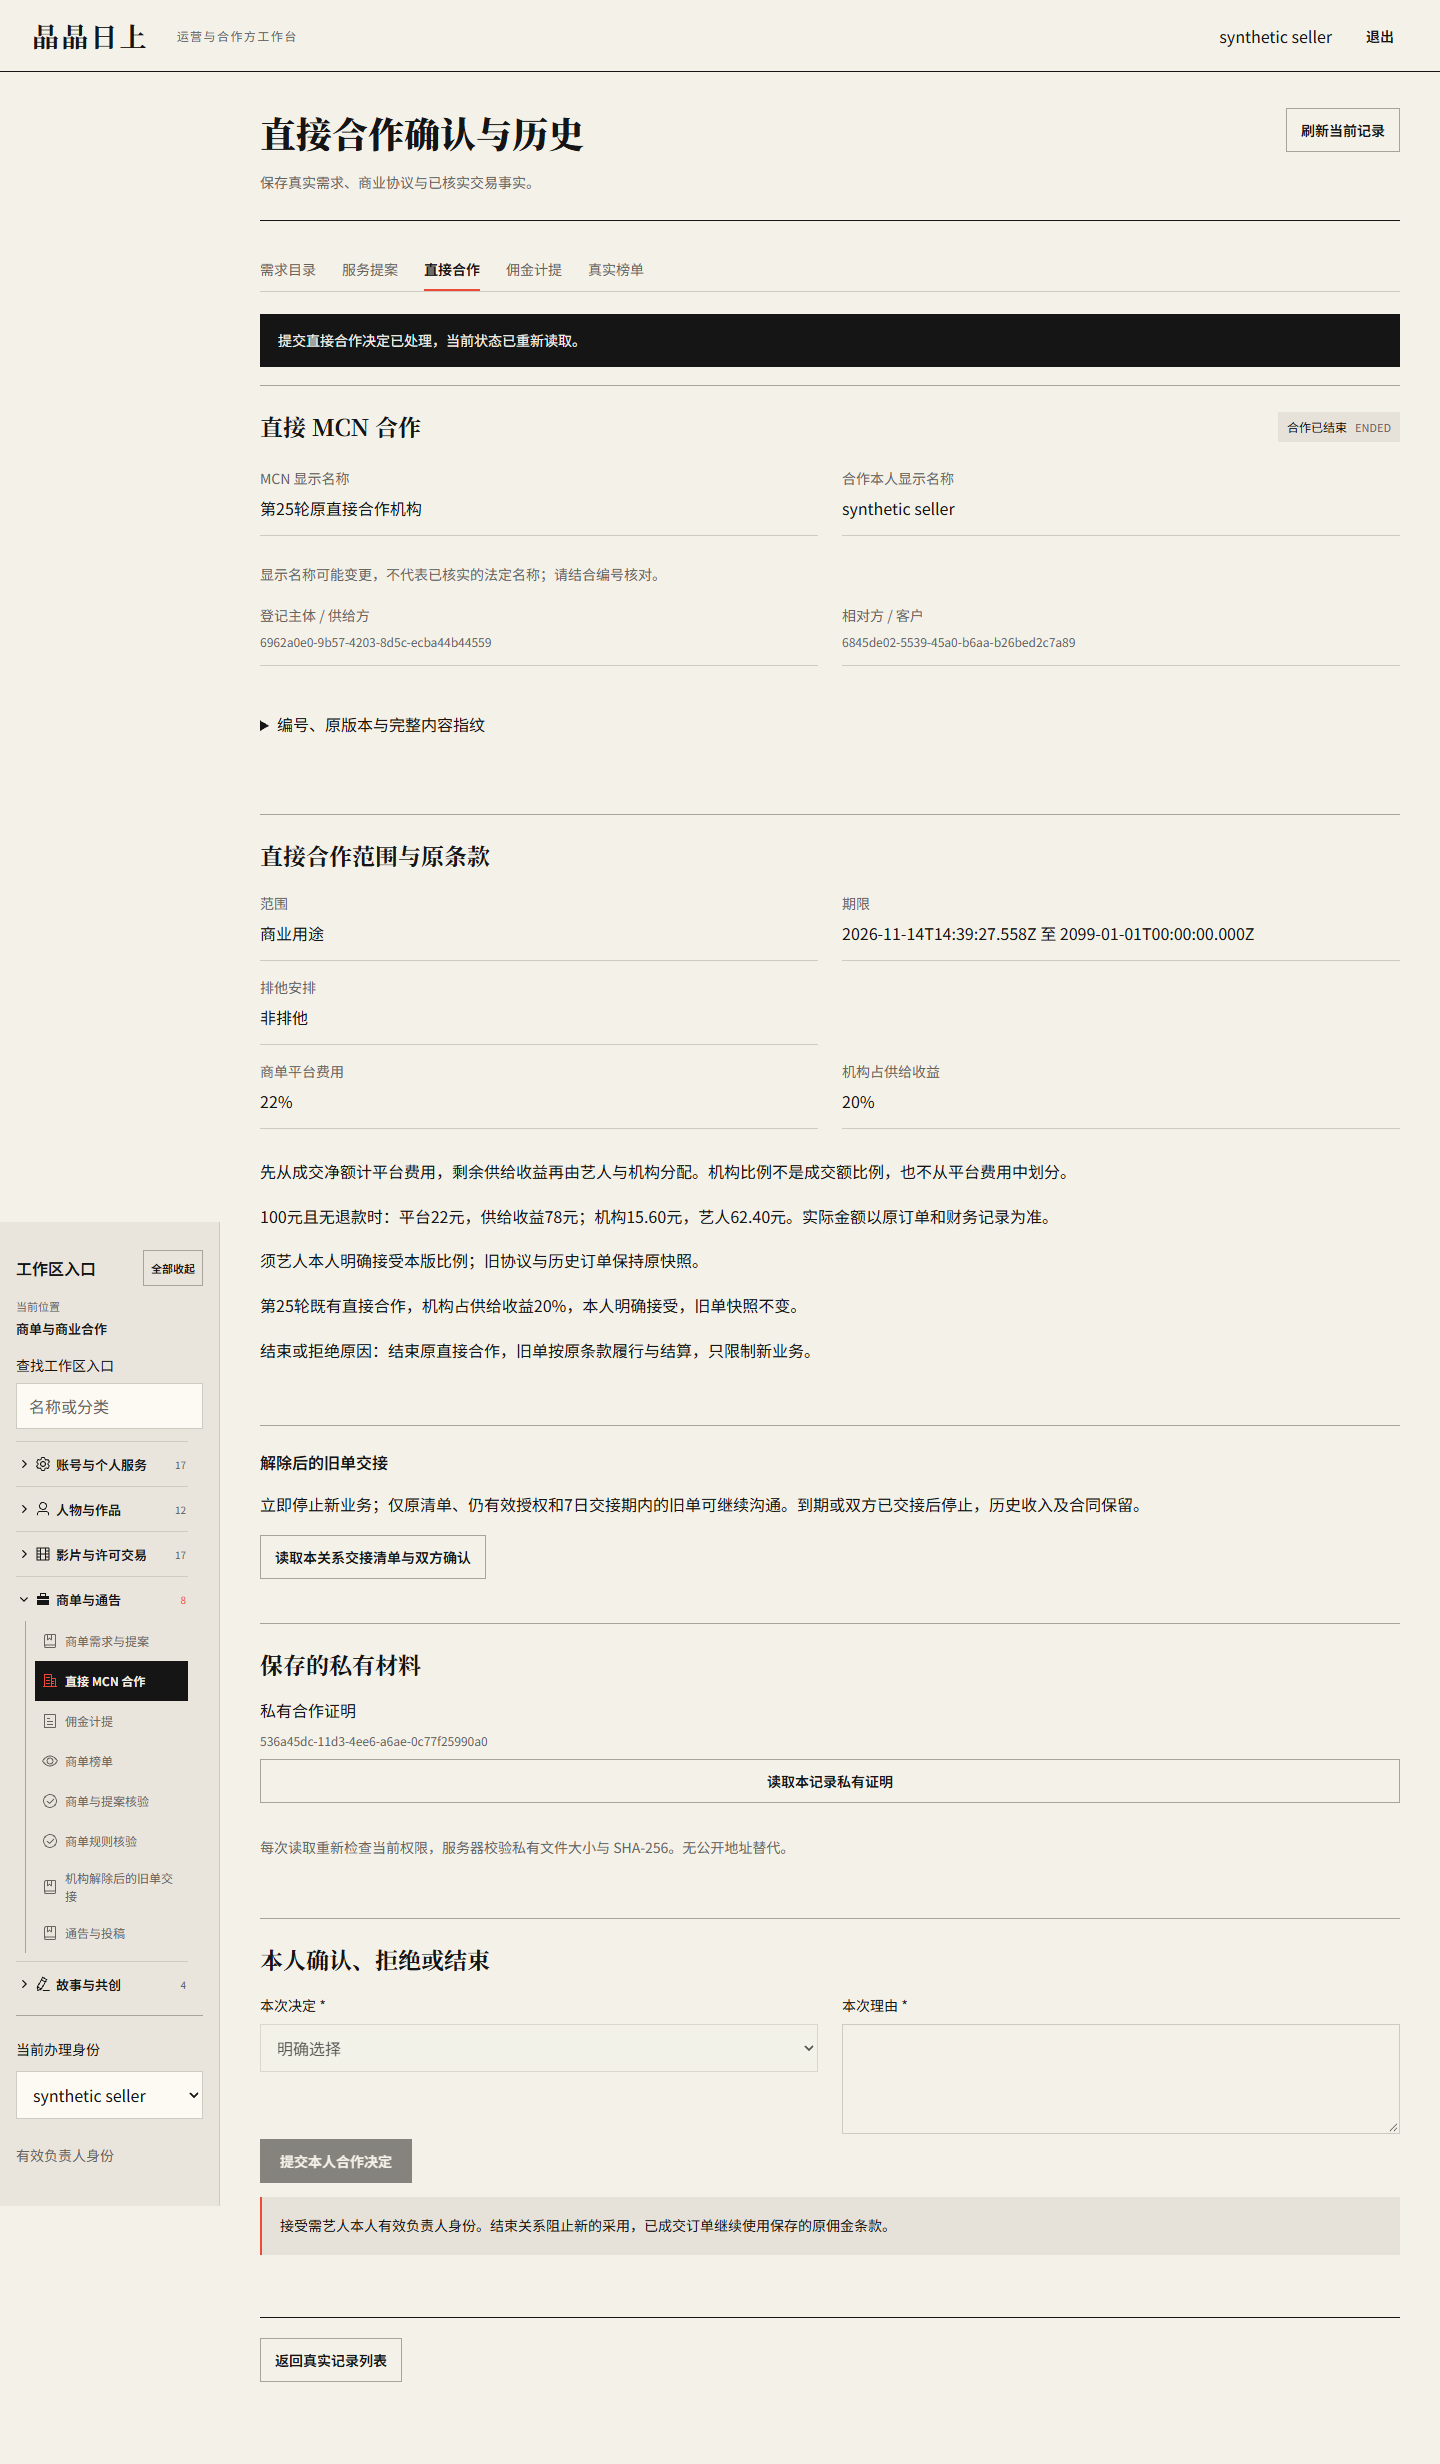 晶晶日上
运营与合作方工作台
synthetic seller
退出
直接合作确认与历史
刷新当前记录
保存真实需求、商业协议与已核实交易事实。
需求目录
服务提案
直接合作
佣金计提
真实榜单
提交直接合作决定已处理，当前状态已重新读取。
直接 MCN 合作
合作已结束 ENDED
MCN 显示名称
第25轮原直接合作机构
合作本人显示名称
synthetic seller
显示名称可能变更，不代表已核实的法定名称；请结合编号核对。
登记主体 / 供给方
6962a0e0-9b57-4203-8d5c-ecba44b44559
相对方 / 客户
6845de02-5539-45a0-b6aa-b26bed2c7a89
编号、原版本与完整内容指纹
直接合作范围与原条款
范围
商业用途
期限
2026-11-14T14:39:27.558Z 至 2099-01-01T00:00:00.000Z
排他安排
非排他
商单平台费用
22%
机构占供给收益
20%
先从成交净额计平台费用，剩余供给收益再由艺人与机构分配。机构比例不是成交额比例，也不从平台费用中划分。
100元且无退款时：平台22元，供给收益78元；机构15.60元，艺人62.40元。实际金额以原订单和财务记录为准。
须艺人本人明确接受本版比例；旧协议与历史订单保持原快照。
第25轮既有直接合作，机构占供给收益20%，本人明确接受，旧单快照不变。
结束或拒绝原因：结束原直接合作，旧单按原条款履行与结算，只限制新业务。
解除后的旧单交接
立即停止新业务；仅原清单、仍有效授权和7日交接期内的旧单可继续沟通。到期或双方已交接后停止，历史收入及合同保留。
读取本关系交接清单与双方确认
保存的私有材料
私有合作证明
536a45dc-11d3-4ee6-a6ae-0c77f25990a0
读取本记录私有证明
每次读取重新检查当前权限，服务器校验私有文件大小与 SHA-256。无公开地址替代。
本人确认、拒绝或结束
本次决定 *
明确选择
本次理由 *
提交本人合作决定
接受需艺人本人有效负责人身份。结束关系阻止新的采用，已成交订单继续使用保存的原佣金条款。
返回真实记录列表
工作区入口
全部收起
当前位置
商单与商业合作
查找工作区入口
名称或分类
账号与个人服务 17
人物与作品 12
影片与许可交易 17
商单与通告 8
商单需求与提案
直接 MCN 合作
佣金计提
商单榜单
商单与提案核验
商单规则核验
机构解除后的旧单交
接
通告与投稿
故事与共创 4
当前办理身份
synthetic seller
有效负责人身份